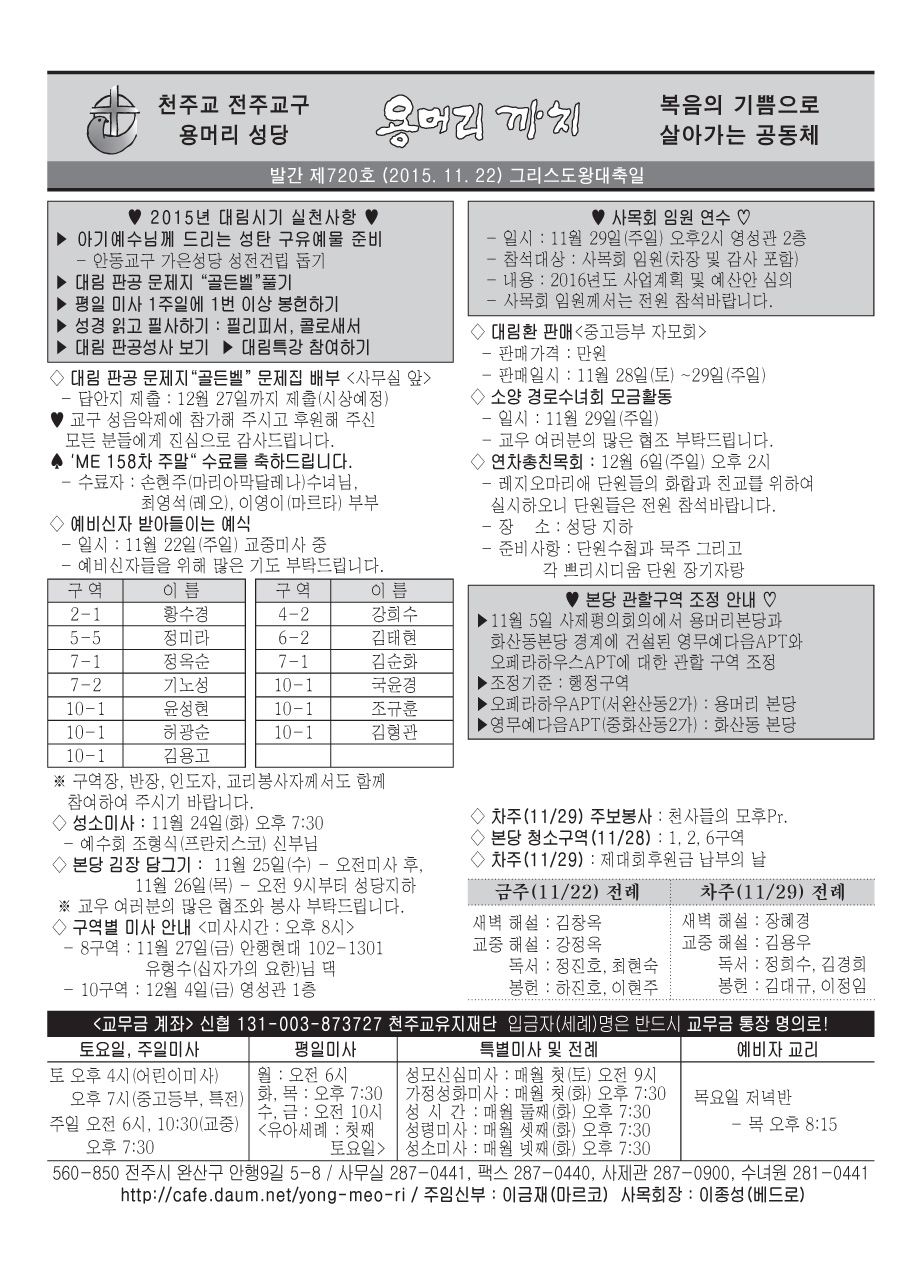 천주교 전주교구
용머리 성당
용머리 까치
복음의 기쁨으로
살아가는 공동체
발간 제720호 (2015. 11. 22) 그리스도왕대축일
♥ 2015년 대림시기 실천사항 ♥
▶ 아기예수님께 드리는 성탄 구유예물 준비
- 안동교구 가은성당 성전건립 돕기
▶ 대림 판공 문제지 “골든벨”풀기
▶ 평일 미사 1주일에 1번 이상 봉헌하기
▶ 성경 읽고 필사하기 : 필리피서, 콜로새서
▶ 대림 판공성사 보기 ▶ 대림특강 참여하기
◇ 대림 판공 문제지“골든벨” 문제집 배부 <사무실 앞>
- 답안지 제출 : 12월 27일까지 제출(시상예정)
♥ 교구 성음악제에 참가해 주시고 후원해 주신
모든 분들에게 진심으로 감사드립니다.
♠ ‘ME 158차 주말“ 수료를 축하드립니다.
- 수료자 : 손현주(마리아막달레나)수녀님,
최영석(레오), 이영이(마르타) 부부
◇ 예비신자 받아들이는 예식
- 일시 : 11월 22일(주일) 교중미사 중
- 예비신자들을 위해 많은 기도 부탁드립니다.
구 역 이 름 구 역 이 름
2-1 황수경 4-2 강희수
5-5 정미라 6-2 김태현
7-1 정옥순 7-1 김순화
7-2 기노성 10-1 국윤경
10-1 윤성현 10-1 조규훈
10-1 허광순 10-1 김형관
10-1 김용고
※ 구역장, 반장, 인도자, 교리봉사자께서도 함께
참여하여 주시기 바랍니다.
◇ 성소미사 : 11월 24일(화) 오후 7:30
- 예수회 조형식(프란치스코) 신부님
◇ 본당 김장 담그기 : 11월 25일(수) - 오전미사 후,
11월 26일(목) - 오전 9시부터 성당지하
※ 교우 여러분의 많은 협조와 봉사 부탁드립니다.
◇ 구역별 미사 안내 <미사시간 : 오후 8시>
- 8구역 : 11월 27일(금) 안행현대 102-1301
유형수(십자가의 요한)님 댁
- 10구역 : 12월 4일(금) 영성관 1층
♥ 사목회 임원 연수 ♡
- 일시 : 11월 29일(주일) 오후2시 영성관 2층
- 참석대상 : 사목회 임원(차장 및 감사 포함)
- 내용 : 2016년도 사업계획 및 예산안 심의
- 사목회 임원께서는 전원 참석바랍니다.
◇ 대림환 판매<중고등부 자모회>
- 판매가격 : 만원
- 판매일시 : 11월 28일(토) ~29일(주일)
◇ 소양 경로수녀회 모금활동
- 일시 : 11월 29일(주일)
- 교우 여러분의 많은 협조 부탁드립니다.
◇ 연차총친목회 : 12월 6일(주일) 오후 2시
- 레지오마리애 단원들의 화합과 친교를 위하여
실시하오니 단원들은 전원 참석바랍니다.
- 장 소 : 성당 지하
- 준비사항 : 단원수첩과 묵주 그리고
각 쁘리시디움 단원 장기자랑
♥ 본당 관할구역 조정 안내 ♡
▶11월 5일 사제평의회의에서 용머리본당과
화산동본당 경계에 건설된 영무예다음APT와
오페라하우스APT에 대한 관할 구역 조정
▶조정기준 : 행정구역
▶오페라하우APT(서완산동2가) : 용머리 본당
▶영무예다음APT(중화산동2가) : 화산동 본당
◇ 차주(11/29) 주보봉사 : 천사들의 모후Pr.
◇ 본당 청소구역(11/28) : 1, 2, 6구역
◇ 차주(11/29) : 제대회후원금 납부의 날
금주(11/22) 전례 차주(11/29) 전례
새벽 해설 : 김창옥 새벽 해설 : 장혜경
교중 해설 : 강정옥 교중 해설 : 김용우
독서 : 정진호, 최현숙 독서 : 정희수, 김경희
봉헌 : 하진호, 이현주 봉헌 : 김대규, 이정임
<교무금 계좌> 신협 131-003-873727 천주교유지재단 입금자(세례)명은 반드시 교무금 통장 명의로!
토요일, 주일미사 평일미사 특별미사 및 전례 예비자 교리
토 오후 4시(어린이미사)
오후 7시(중고등부, 특전)
주일 오전 6시, 10:30(교중)
오후 7:30
월 : 오전 6시
화, 목 : 오후 7:30
수, 금 : 오전 10시
<유아세례 : 첫째
토요일>
성모신심미사 : 매월 첫(토) 오전 9시
가정성화미사 : 매월 첫(화) 오후 7:30
성 시 간 : 매월 둘째(화) 오후 7:30
성령미사 : 매월 셋째(화) 오후 7:30
성소미사 : 매월 넷째(화) 오후 7:30
목요일 저녁반
- 목 오후 8:15
560-850 전주시 완산구 안행9길 5-8 / 사무실 287-0441, 팩스 287-0440, 사제관 287-0900, 수녀원 281-0441
http://cafe.daum.net/yong-meo-ri / 주임신부 : 이금재(마르코) 사목회장 : 이종성(베드로)